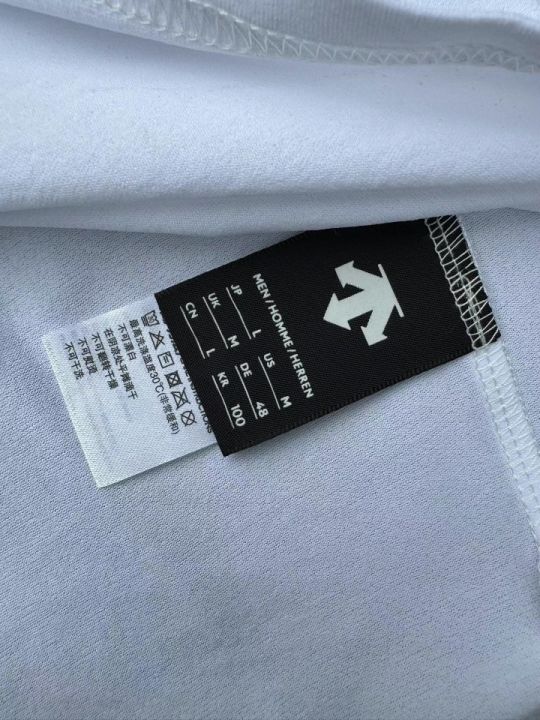 MEN/HOMME/HERREN
JP L US M
UK M DE 48
CN L KR 100
最高洗涤温度30℃(非常缓和)
不可漂白
不可翻转干燥
在阴凉处平摊晾干
不可熨烫
不可干洗